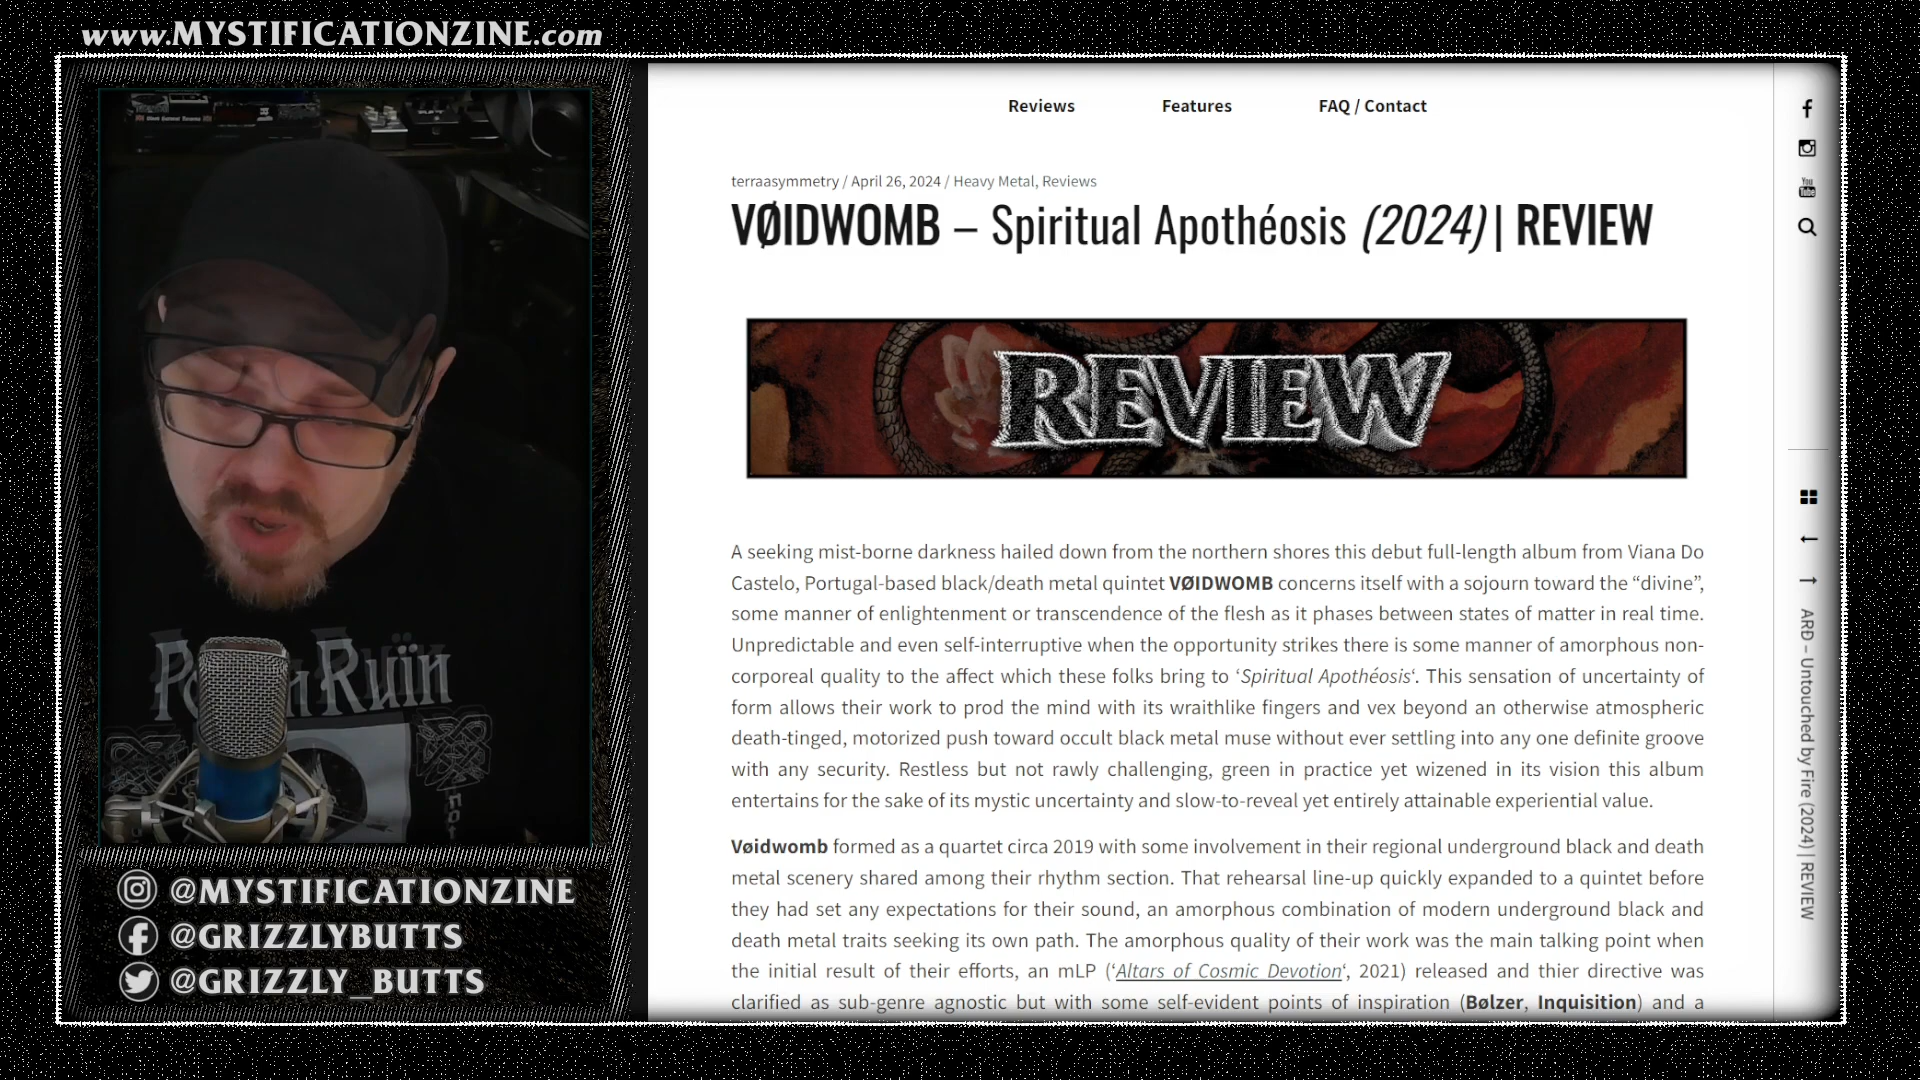 www.MYSTIFICATIONZINE.com
Reviews
Features
FAQ / Contact
terraasymmetry / April 26, 2024 / Heavy Metal, Reviews
VØIDWOMB – Spiritual Apothéosis (2024) | REVIEW
REVIEW
A seeking mist-borne darkness hailed down from the northern shores this debut full-length album from Viana Do
Castelo, Portugal-based black/death metal quintet VØIDWOMB concerns itself with a sojourn toward the “divine”,
some manner of enlightenment or transcendence of the flesh as it phases between states of matter in real time.
Unpredictable and even self-interruptive when the opportunity strikes there is some manner of amorphous non-
corporeal quality to the affect which these folks bring to ‘Spiritual Apothéosis‘. This sensation of uncertainty of
form allows their work to prod the mind with its wraithlike fingers and vex beyond an otherwise atmospheric
death-tinged, motorized push toward occult black metal muse without ever settling into any one definite groove
with any security. Restless but not rawly challenging, green in practice yet wizened in its vision this album
entertains for the sake of its mystic uncertainty and slow-to-reveal yet entirely attainable experiential value.
Vøidwomb formed as a quartet circa 2019 with some involvement in their regional underground black and death
metal scenery shared among their rhythm section. That rehearsal line-up quickly expanded to a quintet before
they had set any expectations for their sound, an amorphous combination of modern underground black and
death metal traits seeking its own path. The amorphous quality of their work was the main talking point when
the initial result of their efforts, an mLP (‘Altars of Cosmic Devotion‘, 2021) released and thier directive was
clarified as sub-genre agnostic but with some self-evident points of inspiration (Bølzer, Inquisition) and a
You
Tube
ARÐ – Untouched by Fire (2024) | REVIEW
Ruïn
not
@MYSTIFICATIONZINE
@GRIZZLYBUTTS
@GRIZZLY_BUTTS